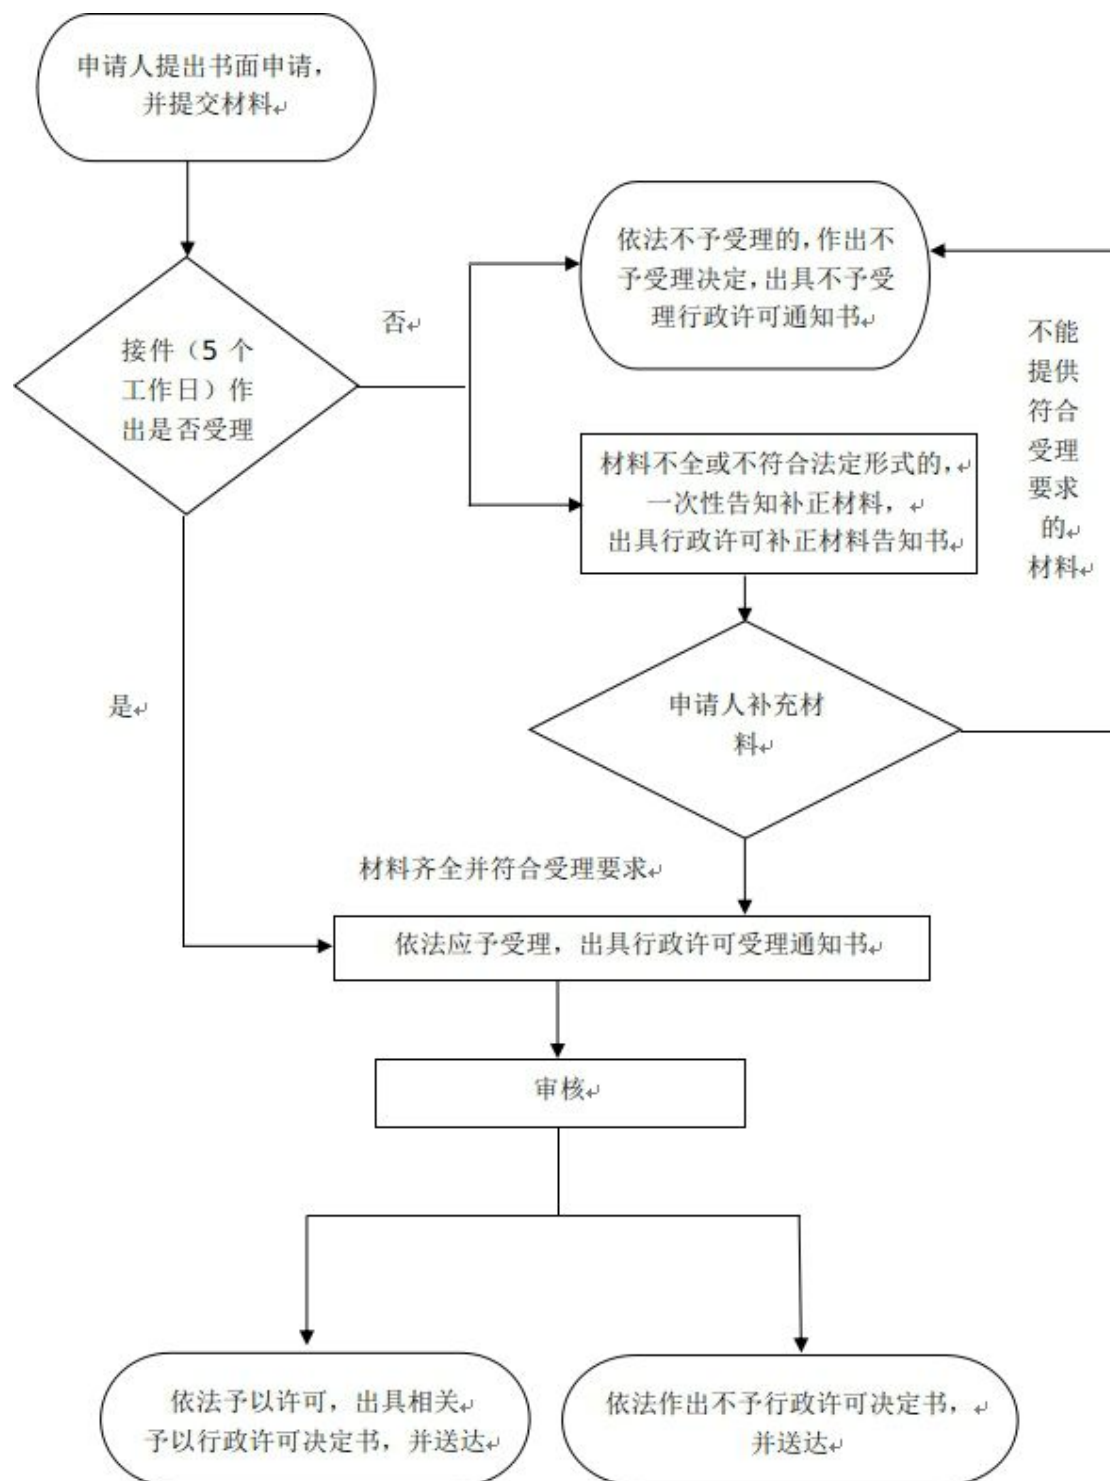 申请人提出书面申请，
并提交材料
依法不予受理的，作出不
予受理决定，出具不予受
理行政许可通知书
否
接件（5 个
工作日）作
出是否受理
不能
提供
符合
受理
要求
的
材料
材料不全或不符合法定形式的，
一次性告知补正材料，
出具行政许可补正材料告知书
是
申请人补充材
料
材料齐全并符合受理要求
依法应予受理，出具行政许可受理通知书
审核
依法予以许可，出具相关
予以行政许可决定书，并送达
依法作出不予行政许可决定书，
并送达